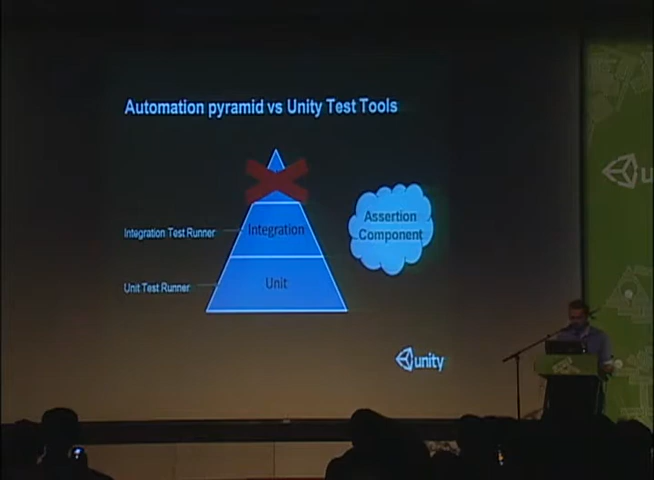 Automation pyramid vs Unity Test Tools
Assertion
Component
Integration Test Runner
Integration
Unit Test Runner
Unit
unity